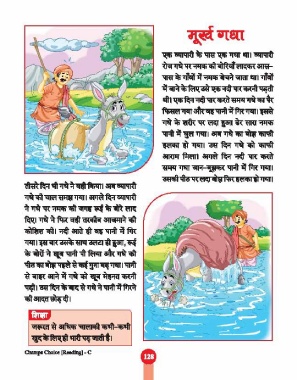 मूर्ख गधा
एक व्यापारी के पास एक गधा था। व्यापारी
रोज गधे पर नमक की बोरियाँ लादकर आस-
पास के गाँवों में नमक बेचने जाता था। गाँवों
में जाने के लिए उसे एक नदी पार करनी पड़ती
थी। एक दिन नदी पार करते समय गधे का पैर
फिसल गया और वह पानी में गिर गया। इससे
गधे के शरीर पर लदा हुआ ढेर सारा नमक
पानी में घुल गया। अब गधे का बोझ काफी
हलका हो गया। उस दिन गधे को काफी
आराम मिला। अगले दिन नदी पार करते
समय गधा जान-बूझकर पानी में गिर गया।
उसकी पीठ पर लदा बोझ फिर हलका हो गया।
तीसरे दिन भी गधे ने वही किया। अब व्यापारी
गधे की चाल समझ गया। अगले दिन व्यापारी
ने गधे पर नमक की जगह रूई के बोरे लाद
दिए। गधे ने फिर वही तरकीब आजमाने की
कोशिश की। नदी आते ही वह पानी में गिर
गया। इस बार उसके साथ उलटा ही हुआ, रूई
के बोरों ने खूब पानी पी लिया और गधे की
पीठ का बोझ पहले से कई गुना बढ़ गया। पानी
से बाहर आने में गधे को खूब मेहनत करनी
पड़ी। उस दिन के बाद से गधे ने पानी में गिरने
की आदत छोड़ दी।
शिक्षा
जरूरत से अधिक चालाकी कभी-कभी
खुद के लिए ही भारी पड़ जाती है।
Champs Choice (Reading) - C
128